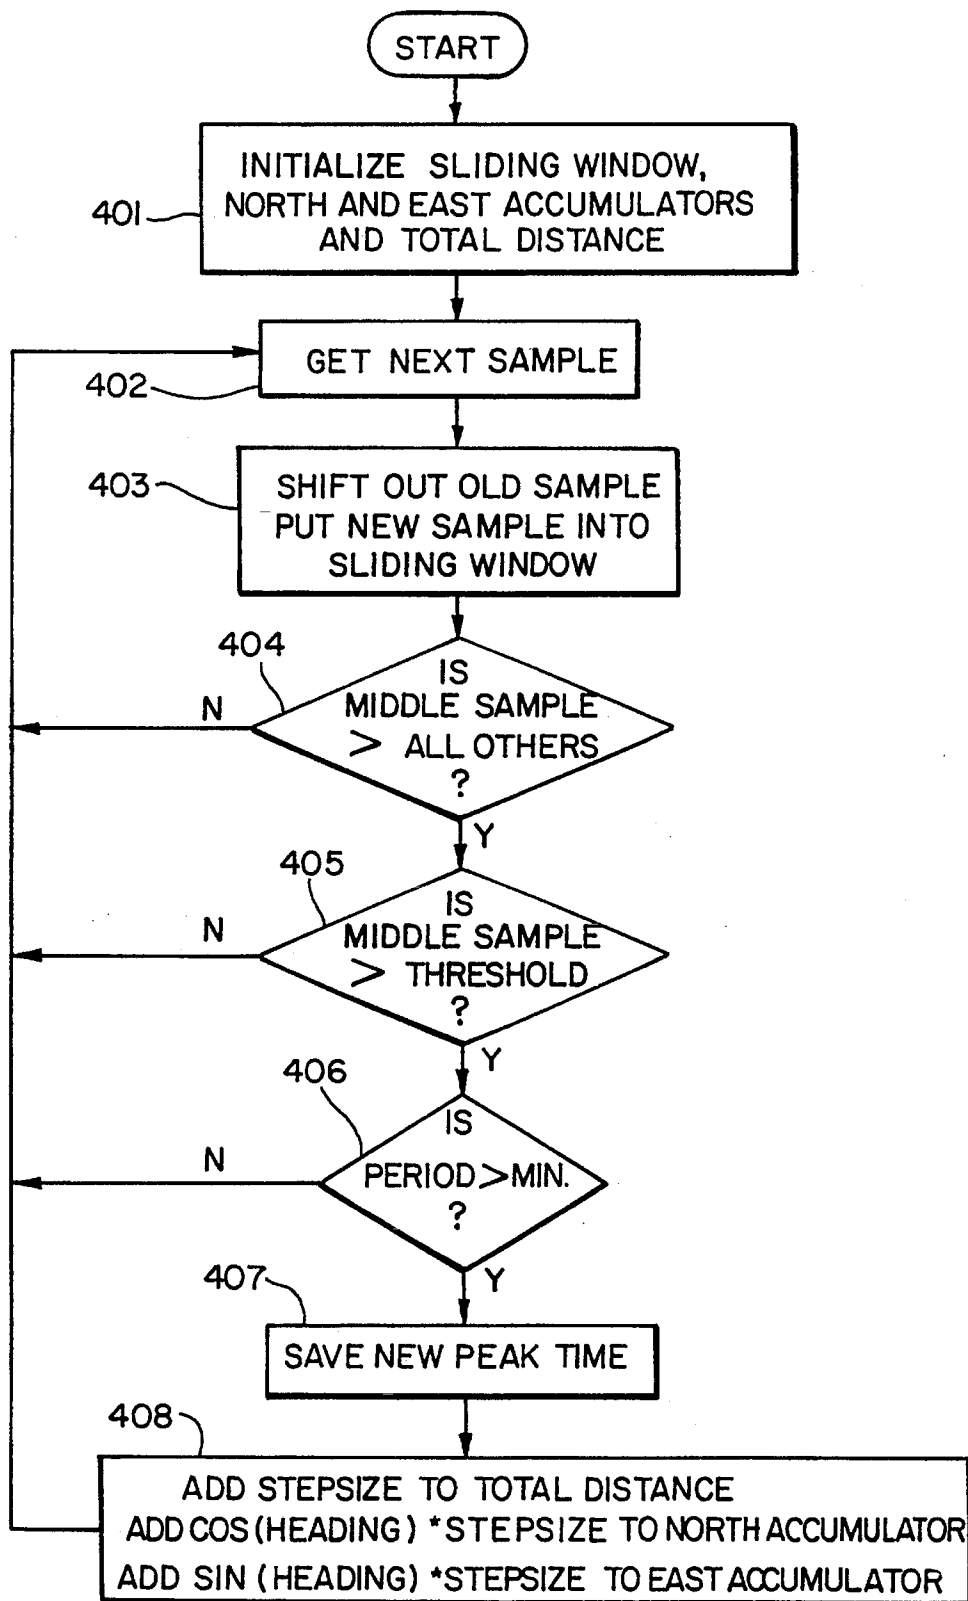 START
INITIALIZE SLIDING WINDOW,
NORTH AND EAST ACCUMULATORS
AND TOTAL DISTANCE
401
GET NEXT SAMPLE
402
403
SHIFT OUT OLD SAMPLE
PUT NEW SAMPLE INTO
SLIDING WINDOW
404
IS
MIDDLE SAMPLE
> ALL OTHERS
?
N
Y
405
IS
MIDDLE SAMPLE
> THRESHOLD
?
N
Y
406
IS
PERIOD > MIN.
?
N
Y
407
SAVE NEW PEAK TIME
408
ADD STEPSIZE TO TOTAL DISTANCE
ADD COS (HEADING) *STEPSIZE TO NORTH ACCUMULATOR
ADD SIN (HEADING) *STEPSIZE TO EAST ACCUMULATOR